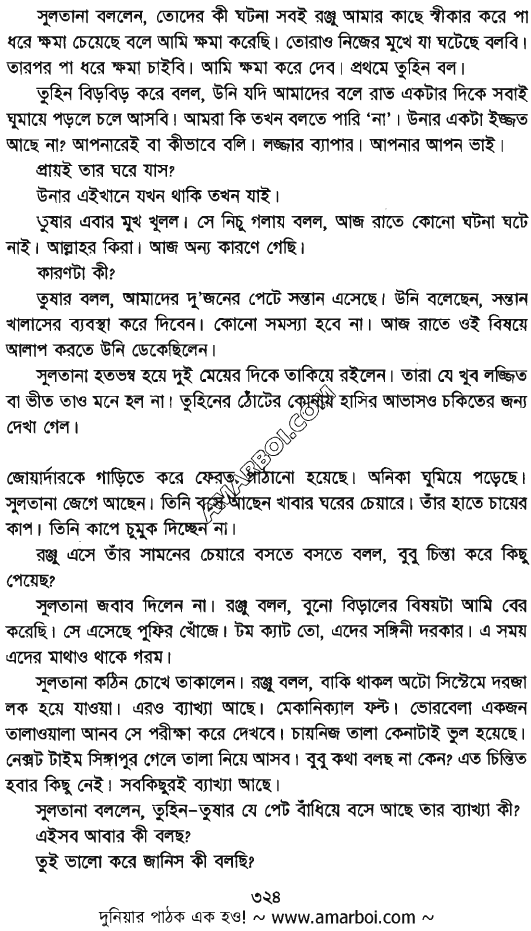 সুলতানা বললেন, তোদের কী ঘটনা সবই রঞ্জু আমার কাছে স্বীকার করে পা
ধরে ক্ষমা চেয়েছে বলে আমি ক্ষমা করেছি। তোরাও নিজের মুখে যা ঘটেছে বলবি।
তারপর পা ধরে ক্ষমা চাইবি। আমি ক্ষমা করে দেব। প্রথমে তুহিন বল।
তুহিন বিড়বিড় করে বলল, উনি যদি আমাদের বলে রাত একটার দিকে সবাই
ঘুমায়ে পড়লে চলে আসবি। আমরা কি তখন বলতে পারি ‘না’। উনার একটা ইজ্জত
আছে না? আপনারেই বা কীভাবে বলি। লজ্জার ব্যাপার। আপনার আপন ভাই।
প্রায়ই তার ঘরে যাস?
উনার এইখানে যখন থাকি তখন যাই।
তুষার এবার মুখ খুলল। সে নিচু গলায় বলল, আজ রাতে কোনো ঘটনা ঘটে
নাই। আল্লাহর কিরা। আজ অন্য কারণে গেছি।
কারণটা কী?
তুষার বলল, আমাদের দু’জনের পেটে সন্তান এসেছে। উনি বলেছেন, সন্তান
খালাসের ব্যবস্থা করে দিবেন। কোনো সমস্যা হবে না। আজ রাতে ওই বিষয়ে
আলাপ করতে উনি ডেকেছিলেন।
সুলতানা হতভম্ব হয়ে দুই মেয়ের দিকে তাকিয়ে রইলেন। তারা যে খুব লজ্জিত
বা ভীত তাও মনে হল না। তুহিনের ঠোঁটের কোনায় হাসির আভাসও চকিতের জন্য
দেখা গেল।
জোয়ার্দারকে গাড়িতে করে ফেরত পাঠানো হয়েছে। অনিকা ঘুমিয়ে পড়েছে।
সুলতানা জেগে আছেন। তিনি বসে আছেন খাবার ঘরের চেয়ারে। তাঁর হাতে চায়ের
কাপ। তিনি কাপে চুমুক দিচ্ছেন না।
রঞ্জু এসে তাঁর সামনের চেয়ারে বসতে বসতে বলল, বুবু চিন্তা করে কিছু
পেয়েছ?
সুলতানা জবাব দিলেন না। রঞ্জু বলল, বুনো বিড়ালের বিষয়টা আমি বের
করেছি। সে এসেছে পুফির খোঁজে। টম ক্যাট তো, এদের সঙ্গিনী দরকার। এ সময়
এদের মাথাও থাকে গরম।
সুলতানা কঠিন চোখে তাকালেন। রঞ্জু বলল, বাকি থাকল অটো সিস্টেমে দরজা
লক হয়ে যাওয়া। এরও ব্যাখ্যা আছে। মেকানিক্যাল ফল্ট। ভোরবেলা একজন
তালাওয়ালা আনব সে পরীক্ষা করে দেখবে। চায়নিজ তালা কেনাটাই ভুল হয়েছে।
নেক্সট টাইম সিঙ্গাপুর গেলে তালা নিয়ে আসব। বুবু কথা বলছ না কেন? এত চিন্তিত
হবার কিছু নেই। সবকিছুরই ব্যাখ্যা আছে।
সুলতানা বললেন, তুহিন–তুষার যে পেট বাঁধিয়ে বসে আছে তার ব্যাখ্যা কী?
এইসব আবার কী বলছ?
তুই ভালো করে জানিস কী বলছি?
AMARBOI.COM
৩২৪
দুনিয়ার পাঠক এক হও! ~ www.amarboi.com ~